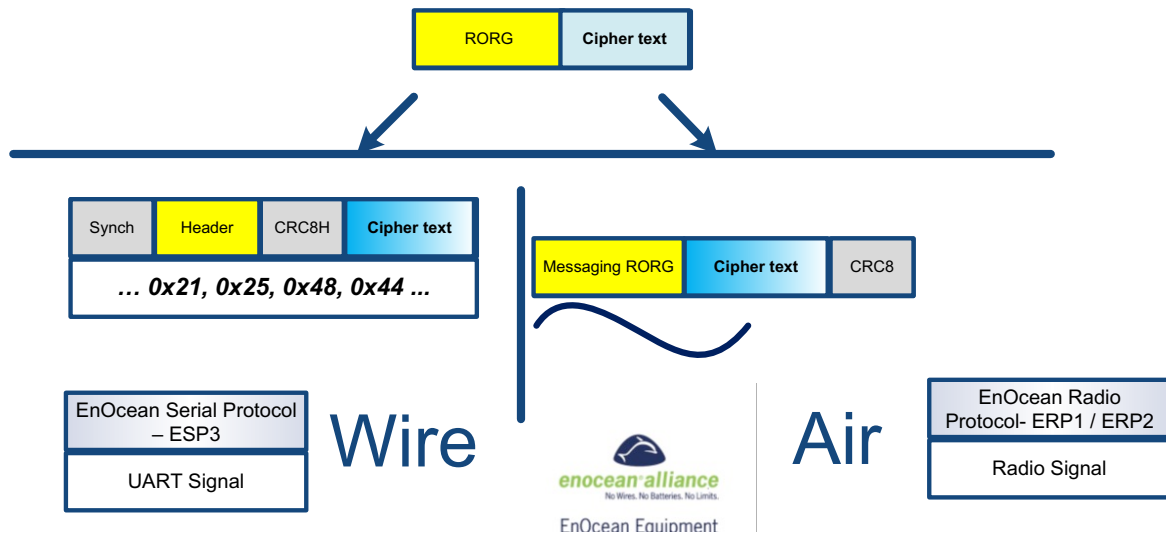 RORG
Cipher text
Synch
Header
CRC8H
Cipher text
... 0x21, 0x25, 0x48, 0x44 ...
Messaging RORG
Cipher text
CRC8
EnOcean Serial Protocol
– ESP3
UART Signal
Wire
enocean alliance
No Wires. No Batteries. No Limits.
EnOcean Equipment
Air
EnOcean Radio
Protocol- ERP1 / ERP2
Radio Signal